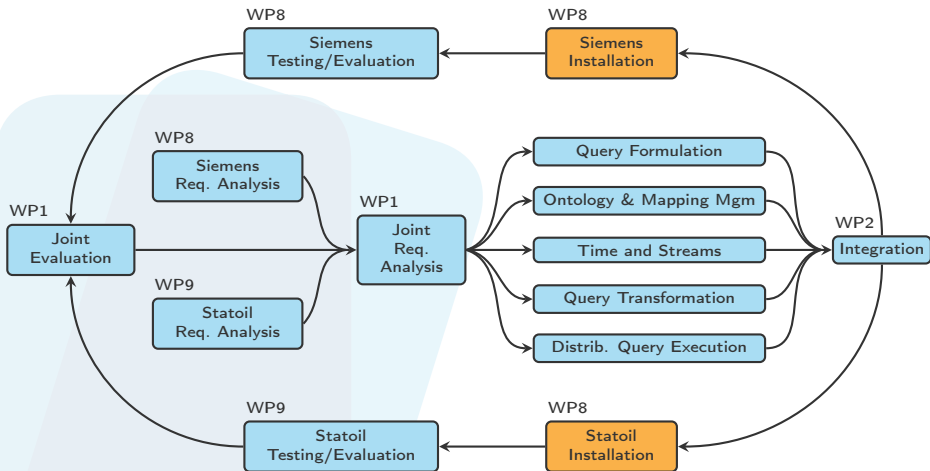 WP8
Siemens
Testing/Evaluation
WP8
Siemens
Installation
WP8
Siemens
Req. Analysis
WP1
Joint
Evaluation
WP9
Statoil
Req. Analysis
WP1
Joint
Req.
Analysis
Query Formulation
Ontology & Mapping Mgm
Time and Streams
Query Transformation
Distrib. Query Execution
WP2
Integration
WP9
Statoil
Testing/Evaluation
WP8
Statoil
Installation